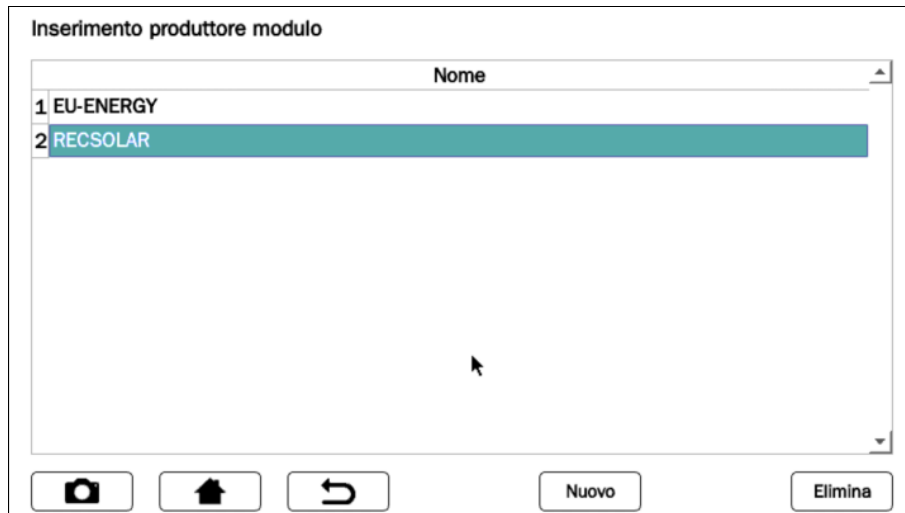 Inserimento produttore modulo
Nome
1 EU-ENERGY
2 RECSOLAR
Nuovo Elimina